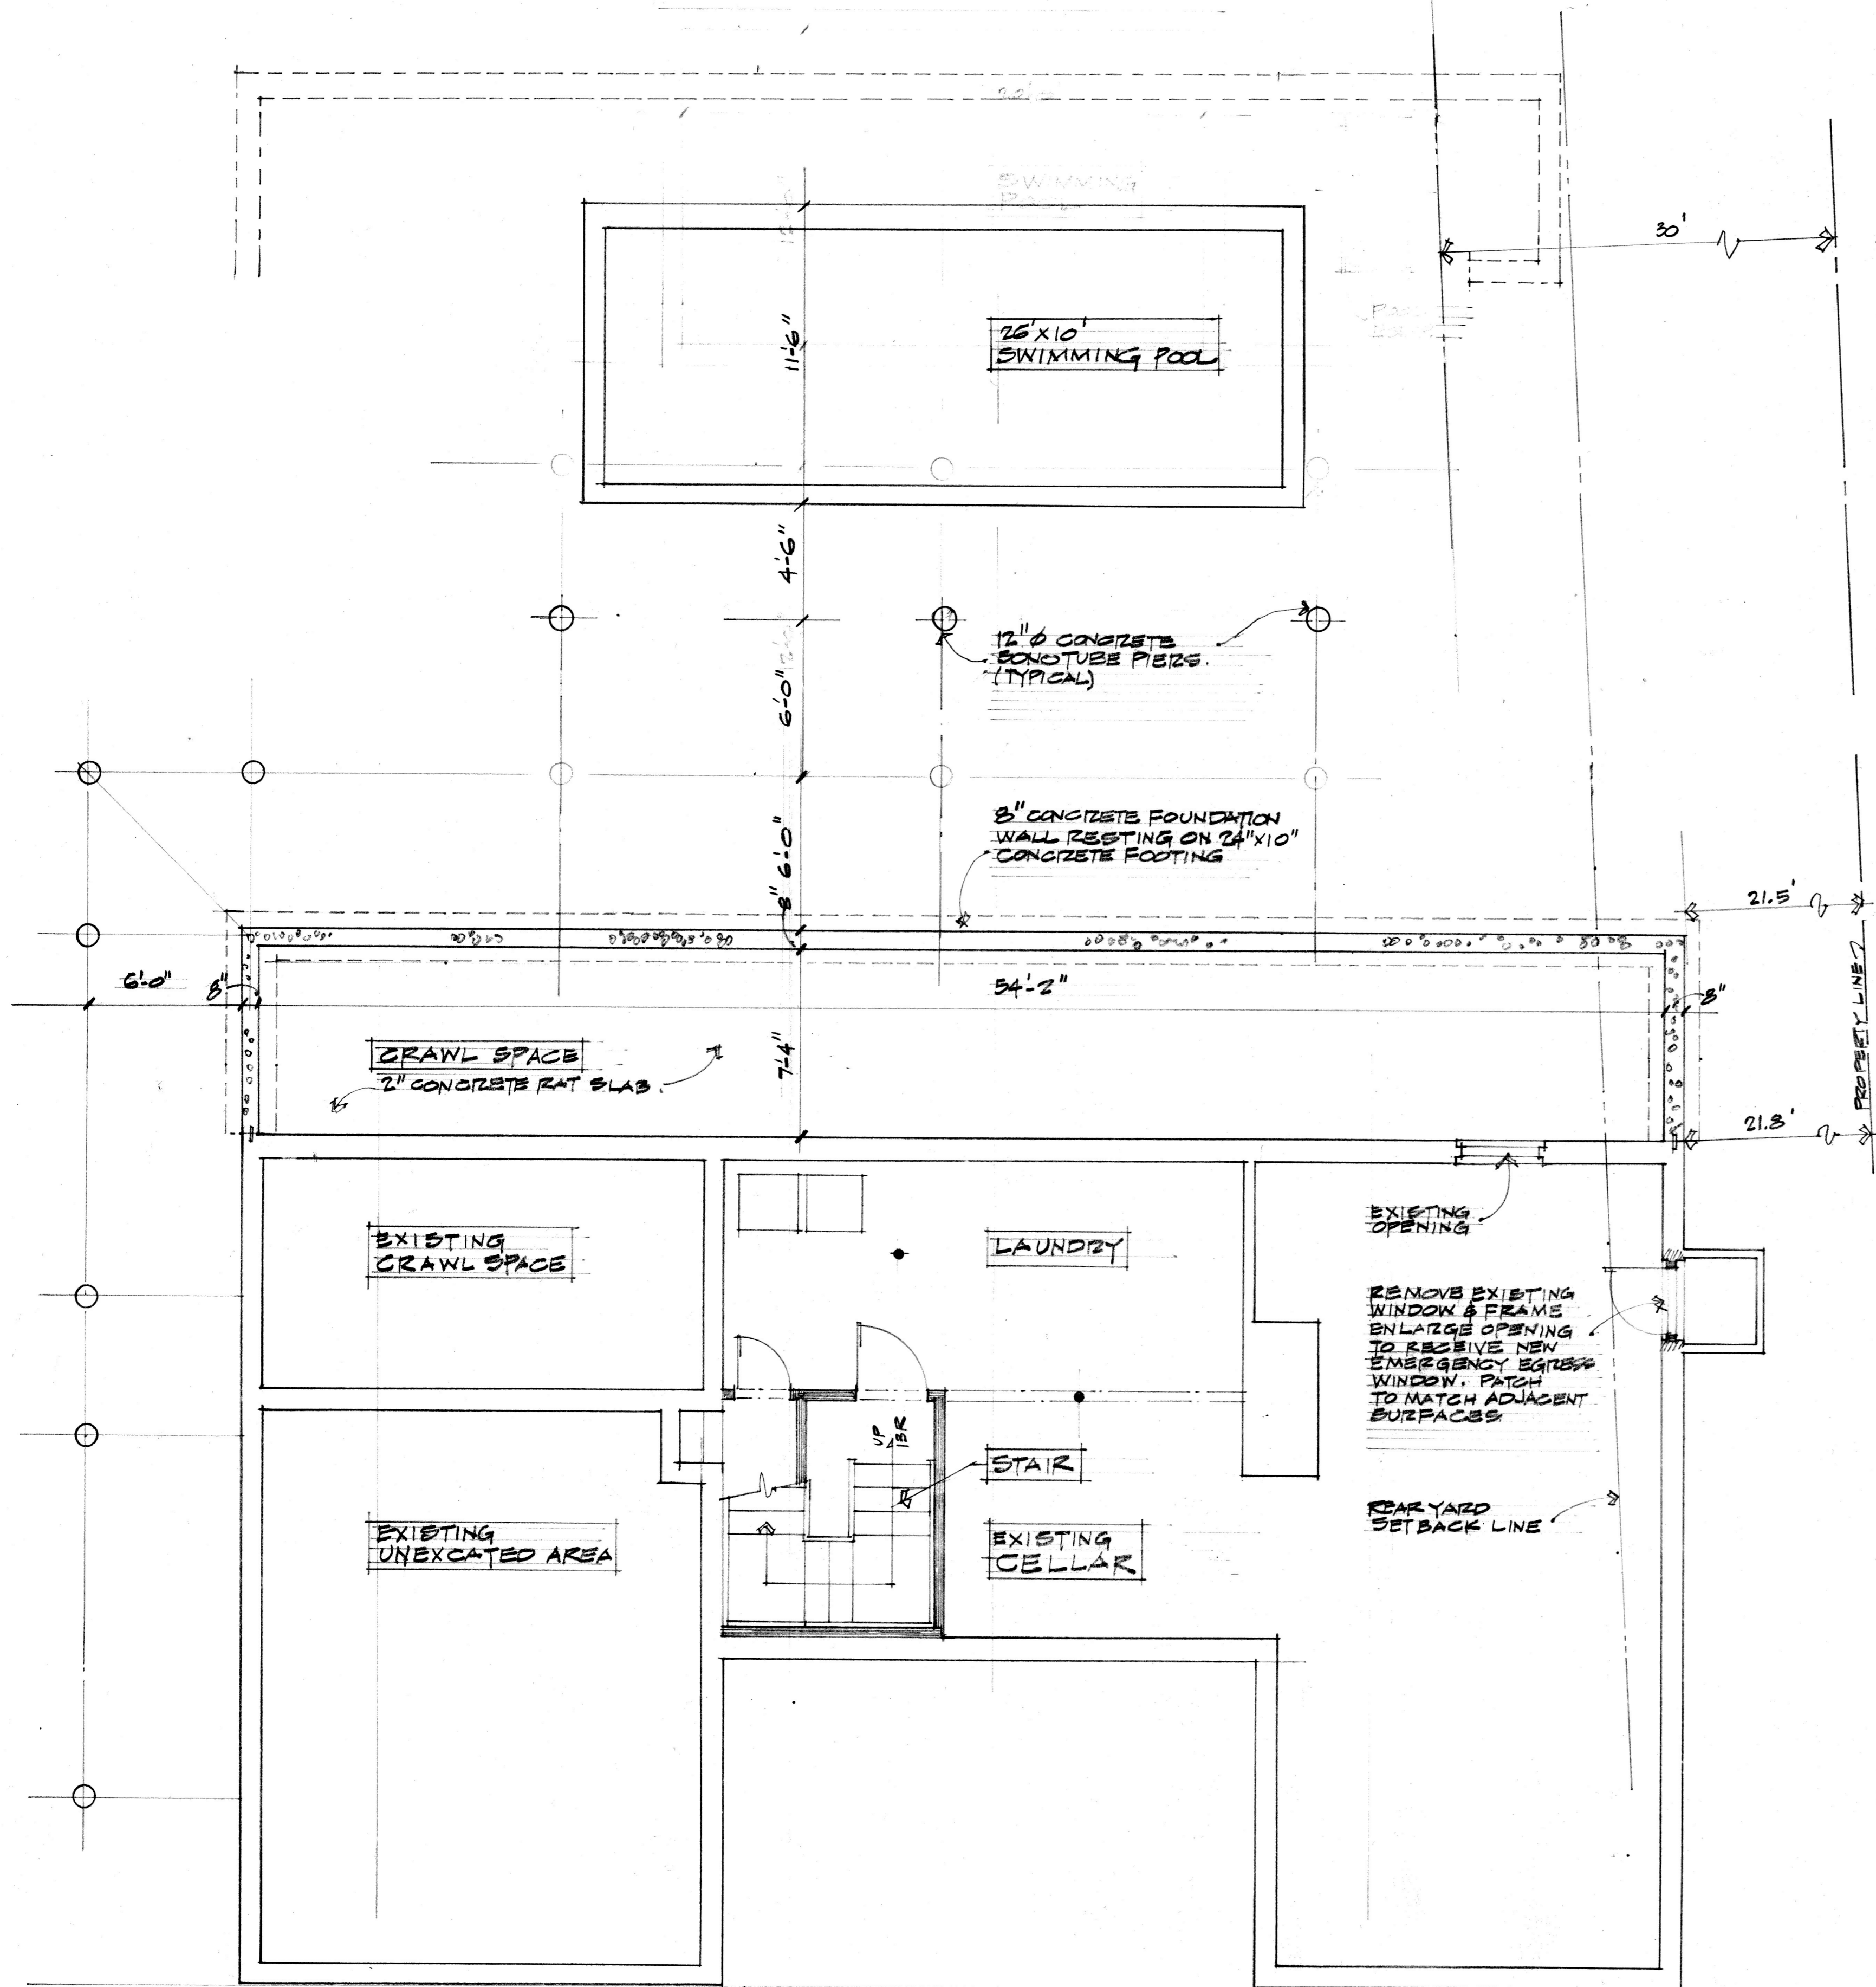 SWIMMING
POOL
30'
11'-6"
26'X10'
SWIMMING POOL
4'-6"
12"Ø CONCRETE
SONOTUBE PIERS.
(TYPICAL)
6'-0"
8" CONCRETE FOUNDATION
WALL RESTING ON 24"X10"
CONCRETE FOOTING
6'-0"
8"
21.5'
6'-0"
8"
54'-2"
8"
PROPERTY LINE
7'-4"
CRAWL SPACE
2" CONCRETE RAT SLAB.
21.8'
EXISTING
CRAWL SPACE
LAUNDRY
EXISTING
OPENING
REMOVE EXISTING
WINDOW & FRAME
ENLARGE OPENING
TO RECEIVE NEW
EMERGENCY EGRESS
WINDOW. PATCH
TO MATCH ADJACENT
SURFACES
UP
13R
STAIR
REAR YARD
SETBACK LINE
EXISTING
UNEXCATED AREA
EXISTING
CELLAR